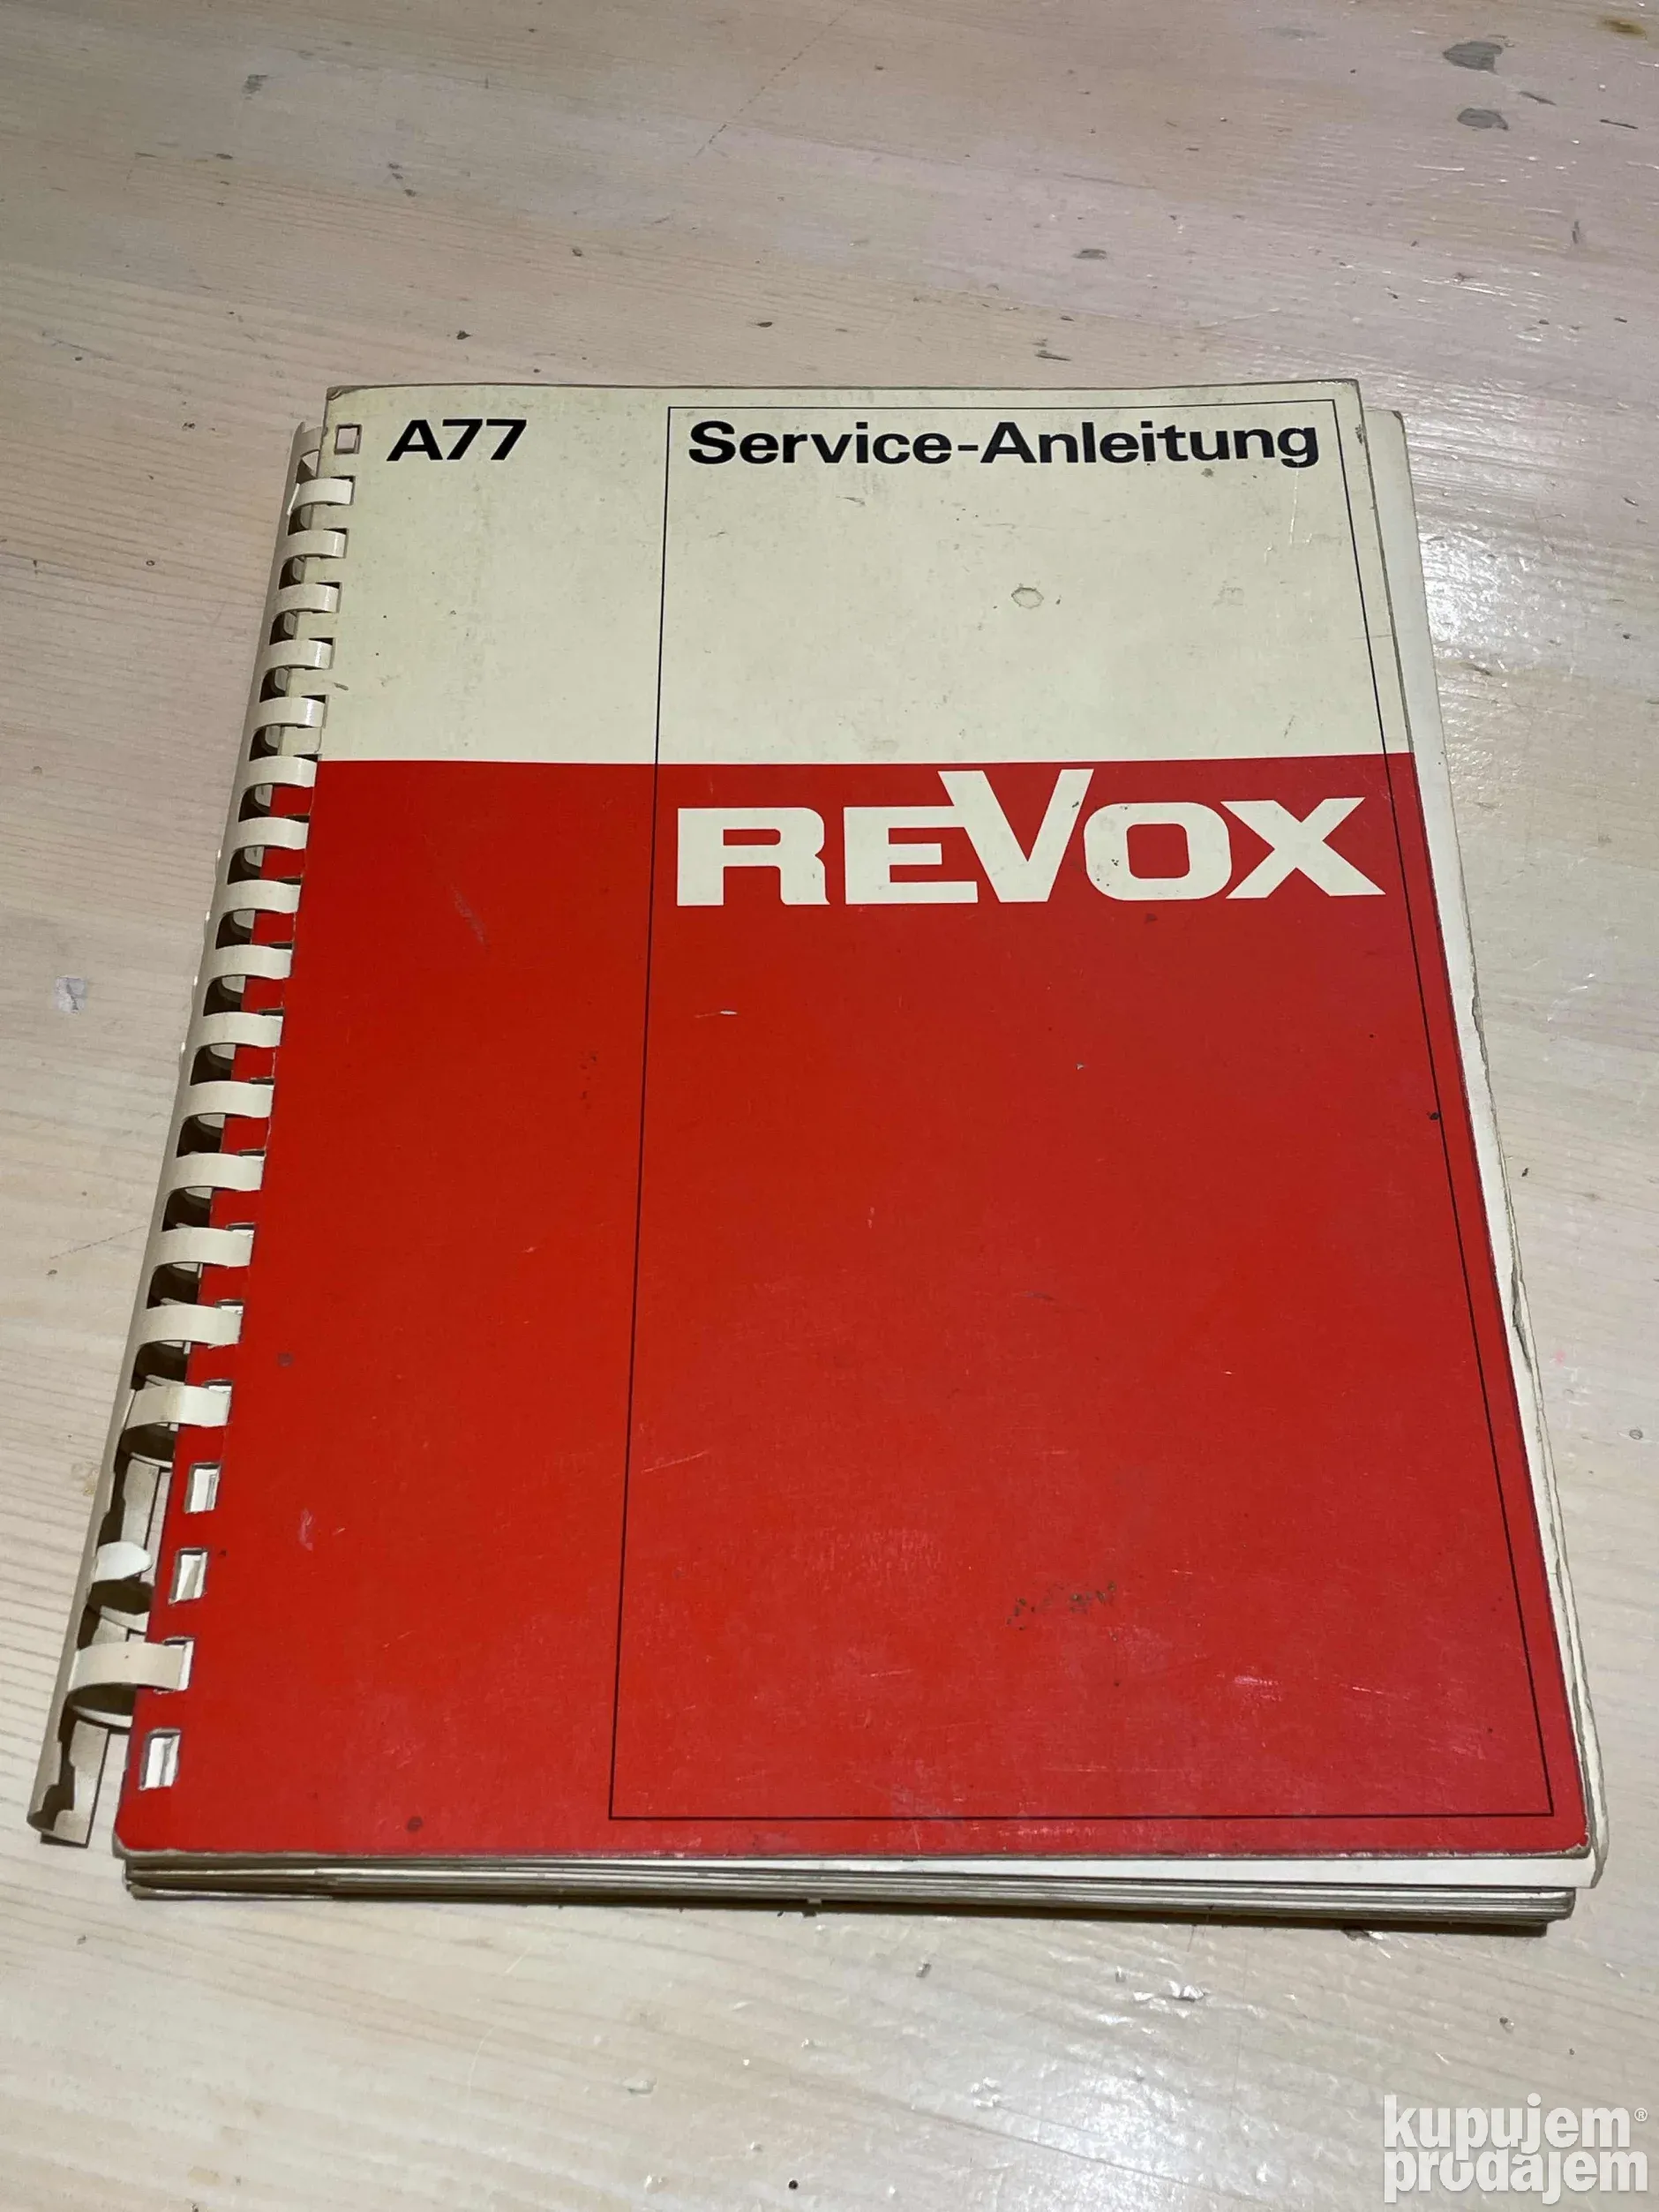 A77 Service-Anleitung
REVOX
kupujem®
prodajem